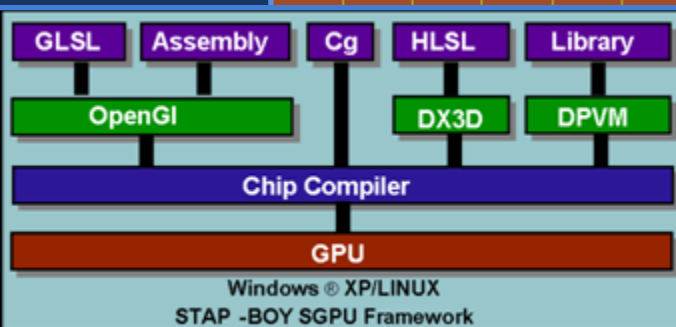 GLSL Assembly Cg HLSL Library
OpenGl DX3D DPVM
Chip Compiler
GPU
Windows ® XP/LINUX
STAP -BOY SGPU Framework